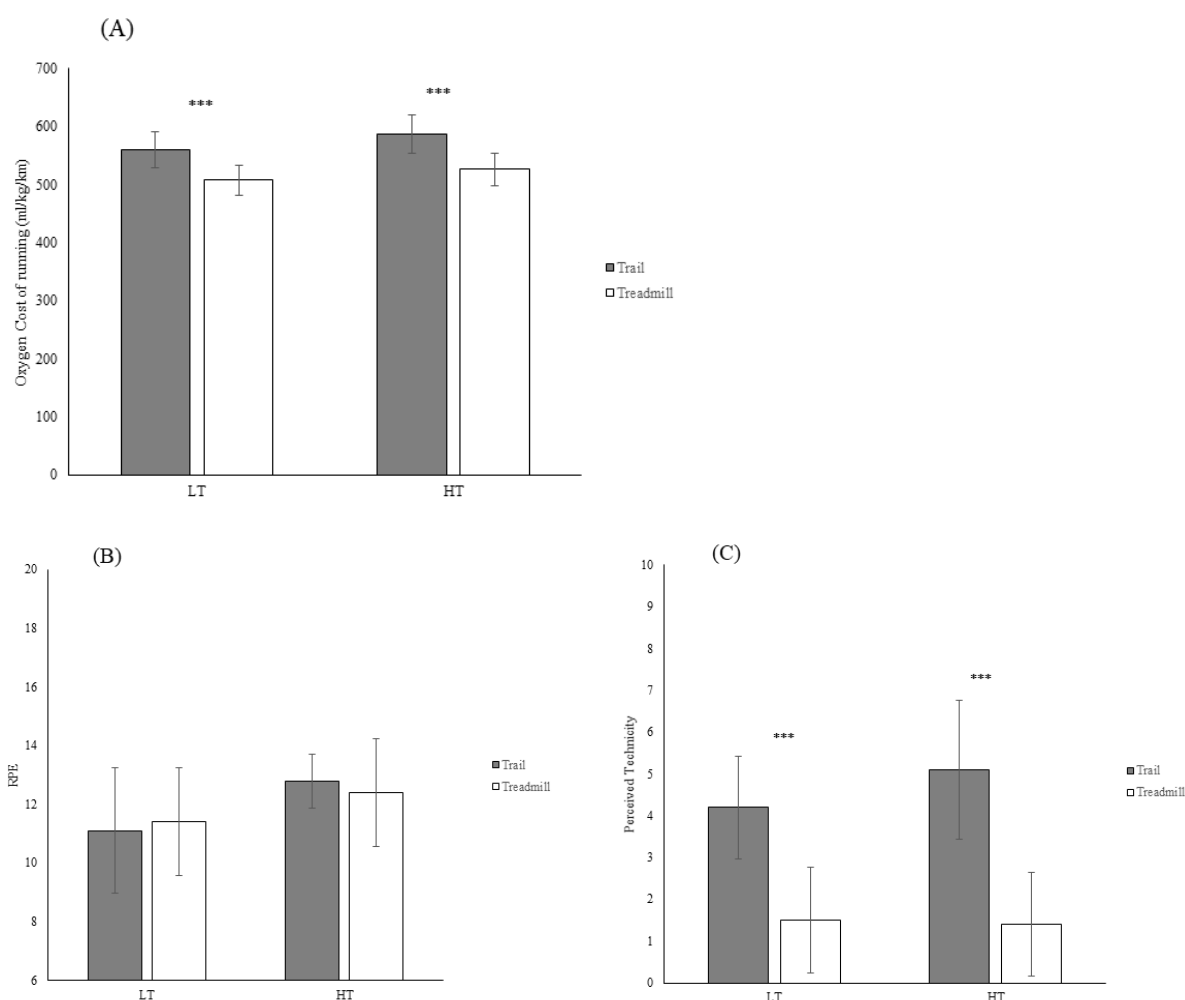 (A)
700
600
500
400
300
200
100
0
Oxygen Cost of running (ml/kg/km)
***
***
LT
HT
Trail
Treadmill
(B)
20
18
16
14
12
10
8
6
RPE
LT
HT
Trail
Treadmill
(C)
10
9
8
7
6
5
4
3
2
1
0
Perceived Technicity
***
***
LT
HT
Trail
Treadmill